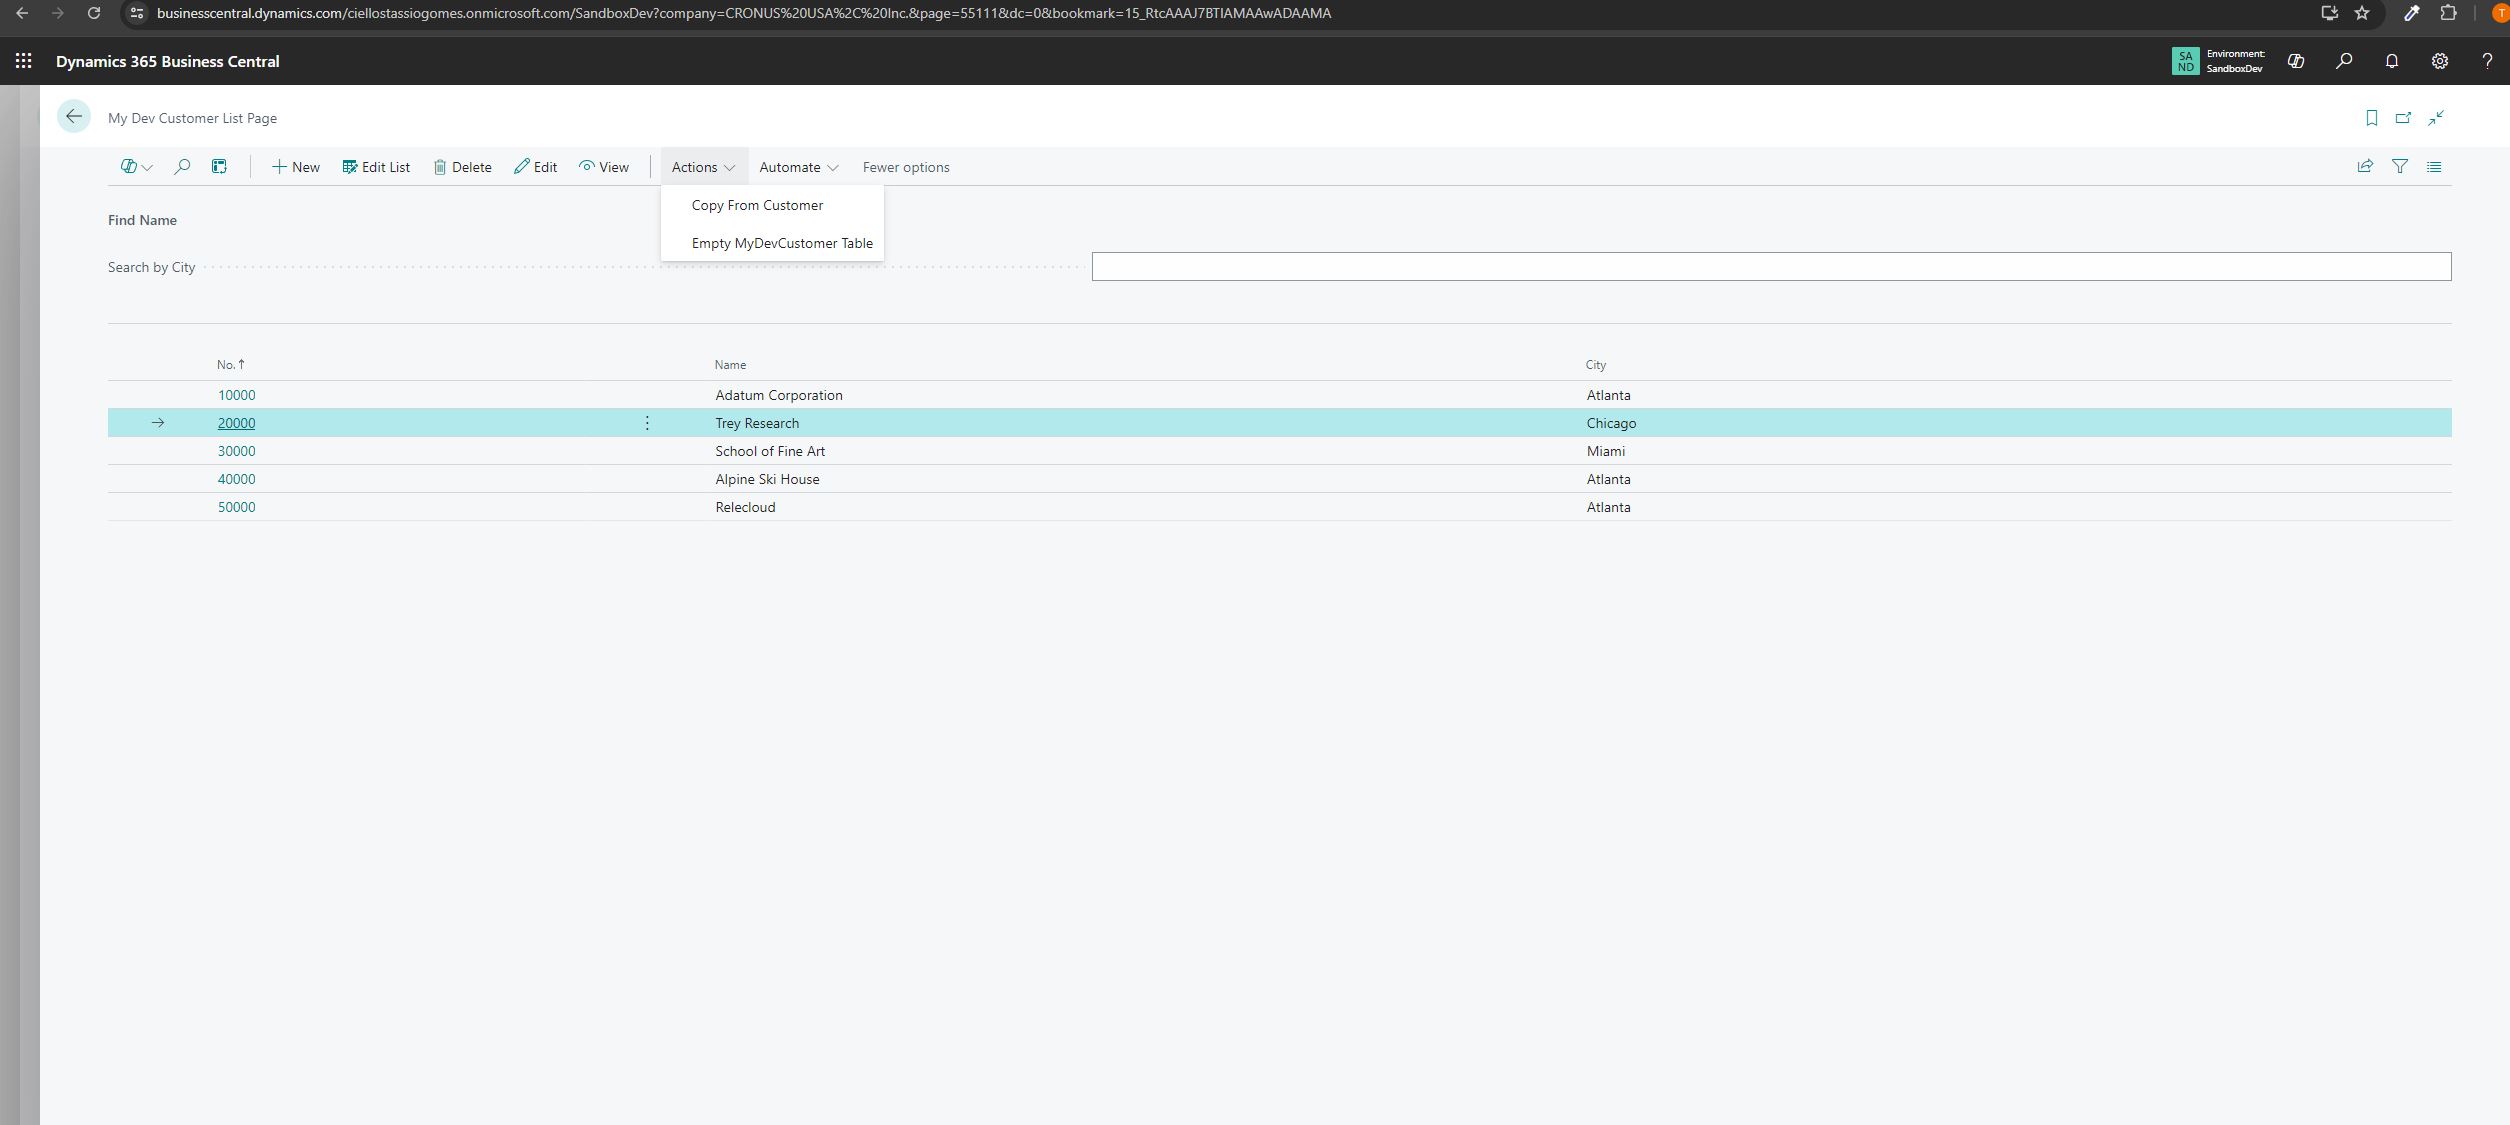 businesscentral.dynamics.com/ciellostassiogomes.onmicrosoft.com/SandboxDev?company=CRONUS%20USA%2C%20Inc.&page=55111&dc=0&bookmark=15_RtcAAAJ7BTIAMAAwADAAMA
T
Dynamics 365 Business Central
SA
ND
Environment:
SandboxDev
?
My Dev Customer List Page
New Edit List Delete Edit View Actions Automate Fewer options
Copy From Customer
Empty MyDevCustomer Table
Find Name
Search by City
No. ↑ Name City
10000 Adatum Corporation Atlanta
20000 Trey Research Chicago
30000 School of Fine Art Miami
40000 Alpine Ski House Atlanta
50000 Relecloud Atlanta